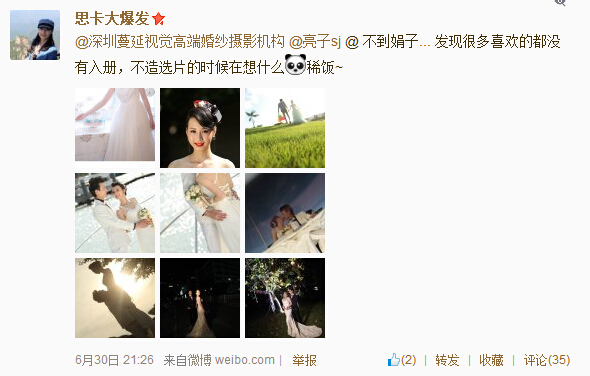 思卡大爆发
@深圳蔓延视觉高端婚纱摄影机构 @亮子sj @ 不到娟子... 发现很多喜欢的都没
有入册，不造选片的时候在想什么稀饭~
6月30日 21:26 来自微博 weibo.com | 举报 (2) | 转发 | 收藏 | 评论(35)